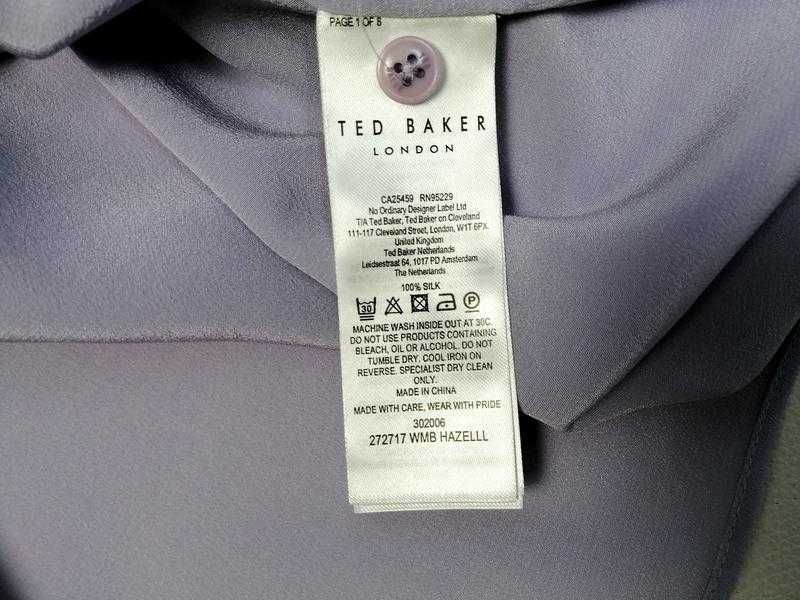 PAGE 1 OF 8
TED BAKER
LONDON
CA25459 RN95229
No Ordinary Designer Label Ltd
T/A Ted Baker, Ted Baker on Cleveland
111-117 Cleveland Street, London, W1T 6PX
United Kingdom
Ted Baker Netherlands
Leidsestraat 64, 1017 PD Amsterdam
The Netherlands
100% SILK
30 P
MACHINE WASH INSIDE OUT AT 30C.
DO NOT USE PRODUCTS CONTAINING
BLEACH, OIL OR ALCOHOL. DO NOT
TUMBLE DRY. COOL IRON ON
REVERSE. SPECIALIST DRY CLEAN
ONLY.
MADE IN CHINA
MADE WITH CARE, WEAR WITH PRIDE
302006
272717 WMB HAZELLL